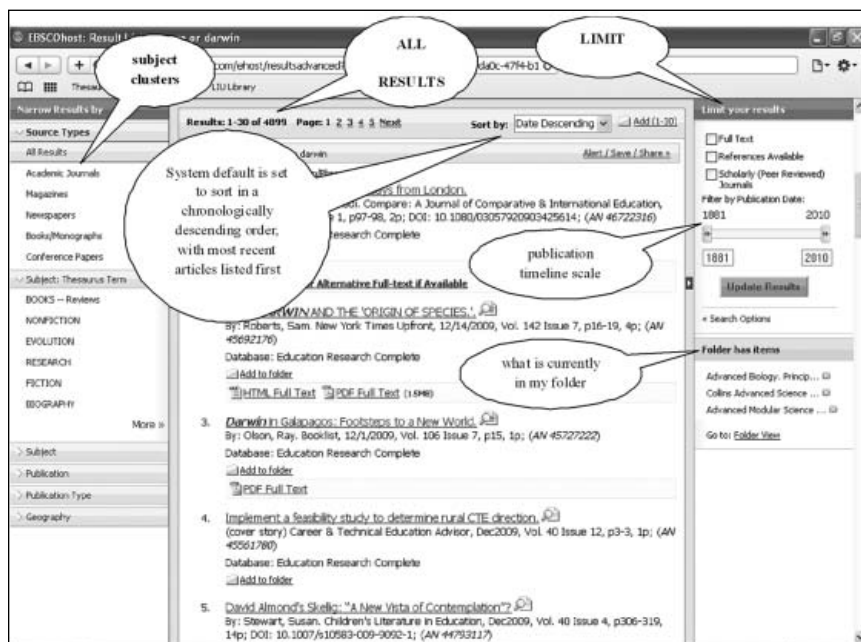 EBSCOhost: Result Li
or darwin
.com/ehost/resultsadvanced
da0c-47f4-b1
LIU Library
subject
clusters
ALL
RESULTS
LIMIT
Narrow Results by
Source Types
All Results
Academic Journals
Magazines
Newspapers
Books/Monographs
Conference Papers
Subject: Thesaurus Term
BOOKS -- Reviews
NONFICTION
EVOLUTION
RESEARCH
FICTION
BIOGRAPHY
More »
Subject
Publication
Publication Type
Geography
Results: 1-30 of 4099 Page: 1 2 3 4 5 Next
Sort by: Date Descending Add (1-30)
darwin
Alert / Save / Share »
System default is set
to sort in a
chronologically
descending order,
with most recent
articles listed first
from London.
Compare: A Journal of Comparative & International Education,
1, p97-98, 2p; DOI: 10.1080/03057920903425614; (AN 46722316)
Research Complete
Alternative Full-text if Available
DARWIN AND THE 'ORIGIN OF SPECIES.'.
By: Roberts, Sam. New York Times Upfront, 12/14/2009, Vol. 142 Issue 7, p16-19, 4p; (AN
45692176)
Database: Education Research Complete
Add to folder
HTML Full Text PDF Full Text (1.5MB)
3. Darwin in Galapagos: Footsteps to a New World.
By: Olson, Ray. Booklist, 12/1/2009, Vol. 106 Issue 7, p15, 1p; (AN 45727222)
Database: Education Research Complete
Add to folder
PDF Full Text
4. Implement a feasibility study to determine rural CTE direction.
(cover story) Career & Technical Education Advisor, Dec2009, Vol. 40 Issue 12, p3-3, 1p; (AN
45561780)
Database: Education Research Complete
Add to folder
5. David Almond's Skellig: "A New Vista of Contemplation"?
By: Stewart, Susan. Children's Literature in Education, Dec2009, Vol. 40 Issue 4, p306-319,
14p; DOI: 10.1007/s10583-009-9092-1; (AN 44793117)
Limit your results
Full Text
References Available
Scholarly (Peer Reviewed)
Journals
Filter by Publication Date:
1881 2010
1881 2010
Update Results
« Search Options
publication
timeline scale
Folder has items
Advanced Biology. Princip...
Collins Advanced Science ...
Advanced Modular Science ...
Go to: Folder View
what is currently
in my folder